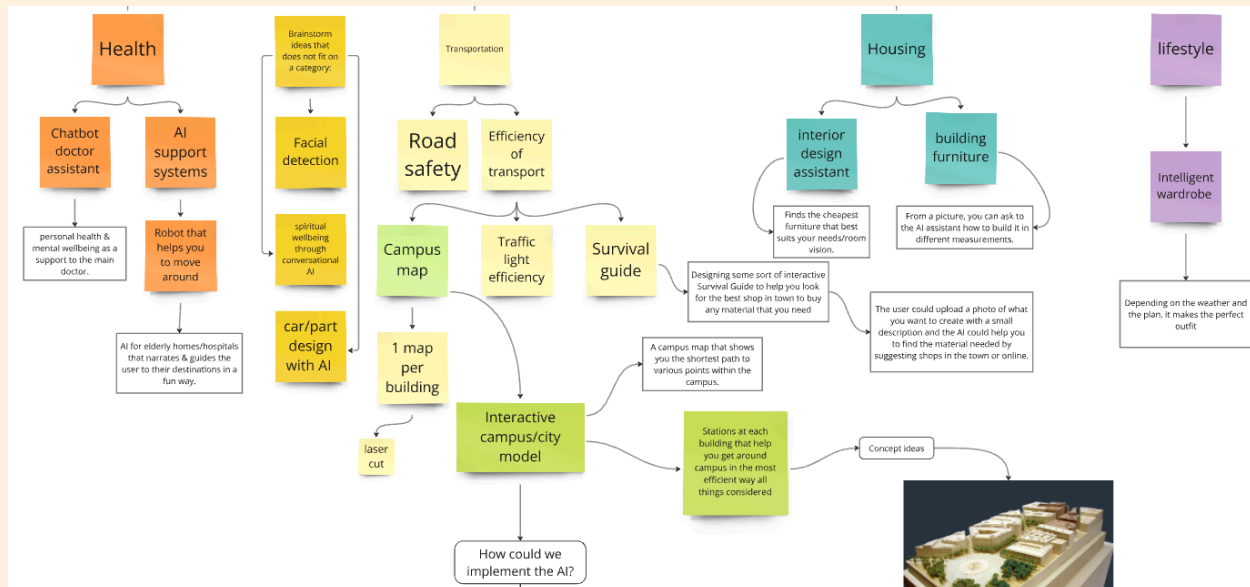 Health
Brainstorm
ideas that
does not fit on
a category:
Transportation
Housing
lifestyle
Chatbot
doctor
assistant
AI
support
systems
Facial
detection
Road
safety
Efficiency
of
transport
interior
design
assistant
building
furniture
Intelligent
wardrobe
personal health &
mental wellbeing as a
support to the main
doctor.
Robot that
helps you
to move
around
spiritual
wellbeing
through
conversational
AI
Campus
map
Traffic
light
efficiency
Survival
guide
Finds the cheapest
furniture that best
suits your needs/room
vision.
From a picture, you can ask to
the AI assistant how to build it in
different measurements.
Designing some sort of interactive
Survival Guide to help you look
for the best shop in town to buy
any material that you need
The user could upload a photo of what
you want to create with a small
description and the AI could help you
to find the material needed by
suggesting shops in the town or online.
Depending on the weather and
the plan, it makes the perfect
outfit
AI for elderly homes/hospitals
that narrates & guides the
user to their destinations in a
fun way.
car/part
design
with AI
1 map
per
building
A campus map that shows
you the shortest path to
various points within the
campus.
laser
cut
Interactive
campus/city
model
Stations at each
building that help
you get around
campus in the most
efficient way all
things considered
Concept ideas
How could we
implement the AI?